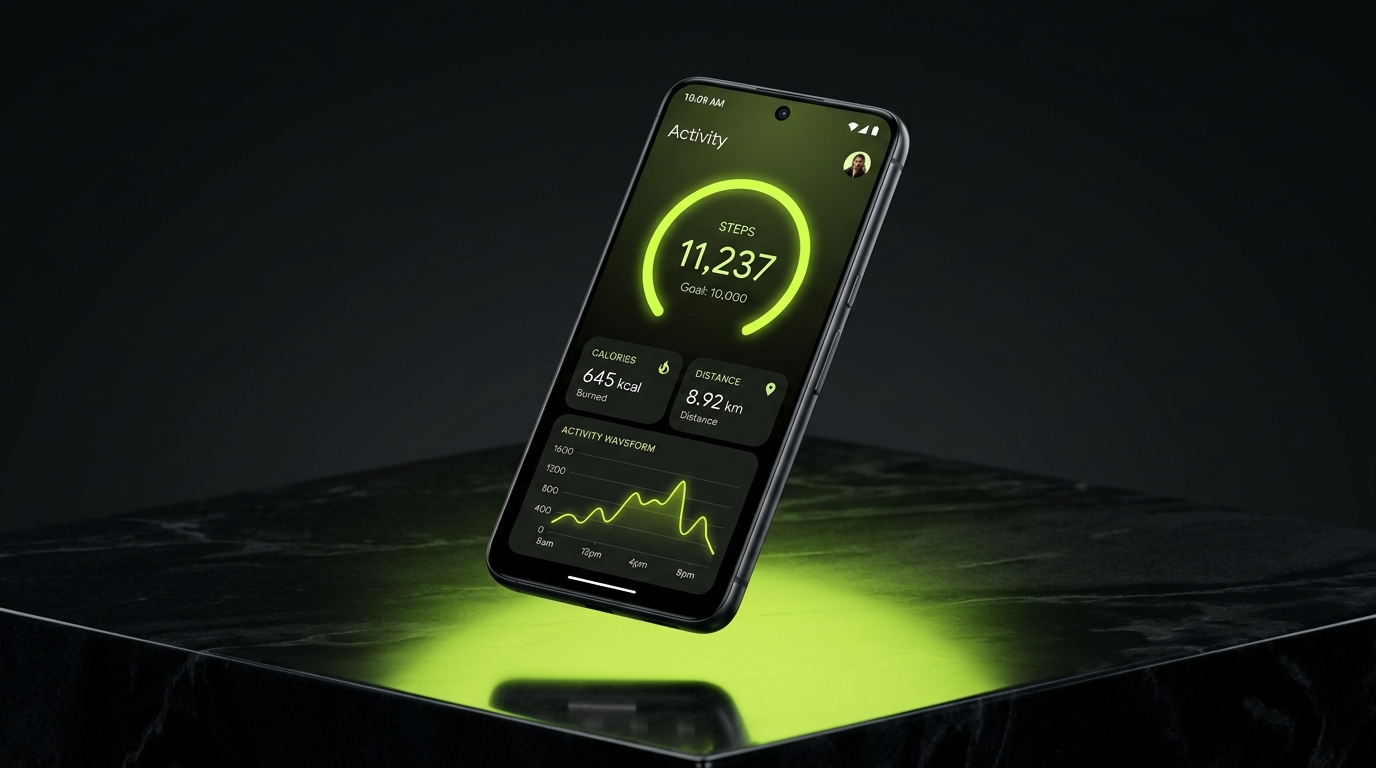 10:09 AM
Activity
STEPS
11,237
Goal: 10,000
CALORIES
645 kcal
Burned
DISTANCE
8.92 km
Distance
ACTIVITY WAVSFORM
1600
1200
800
400
0
8am
12pm
4pm
8pm